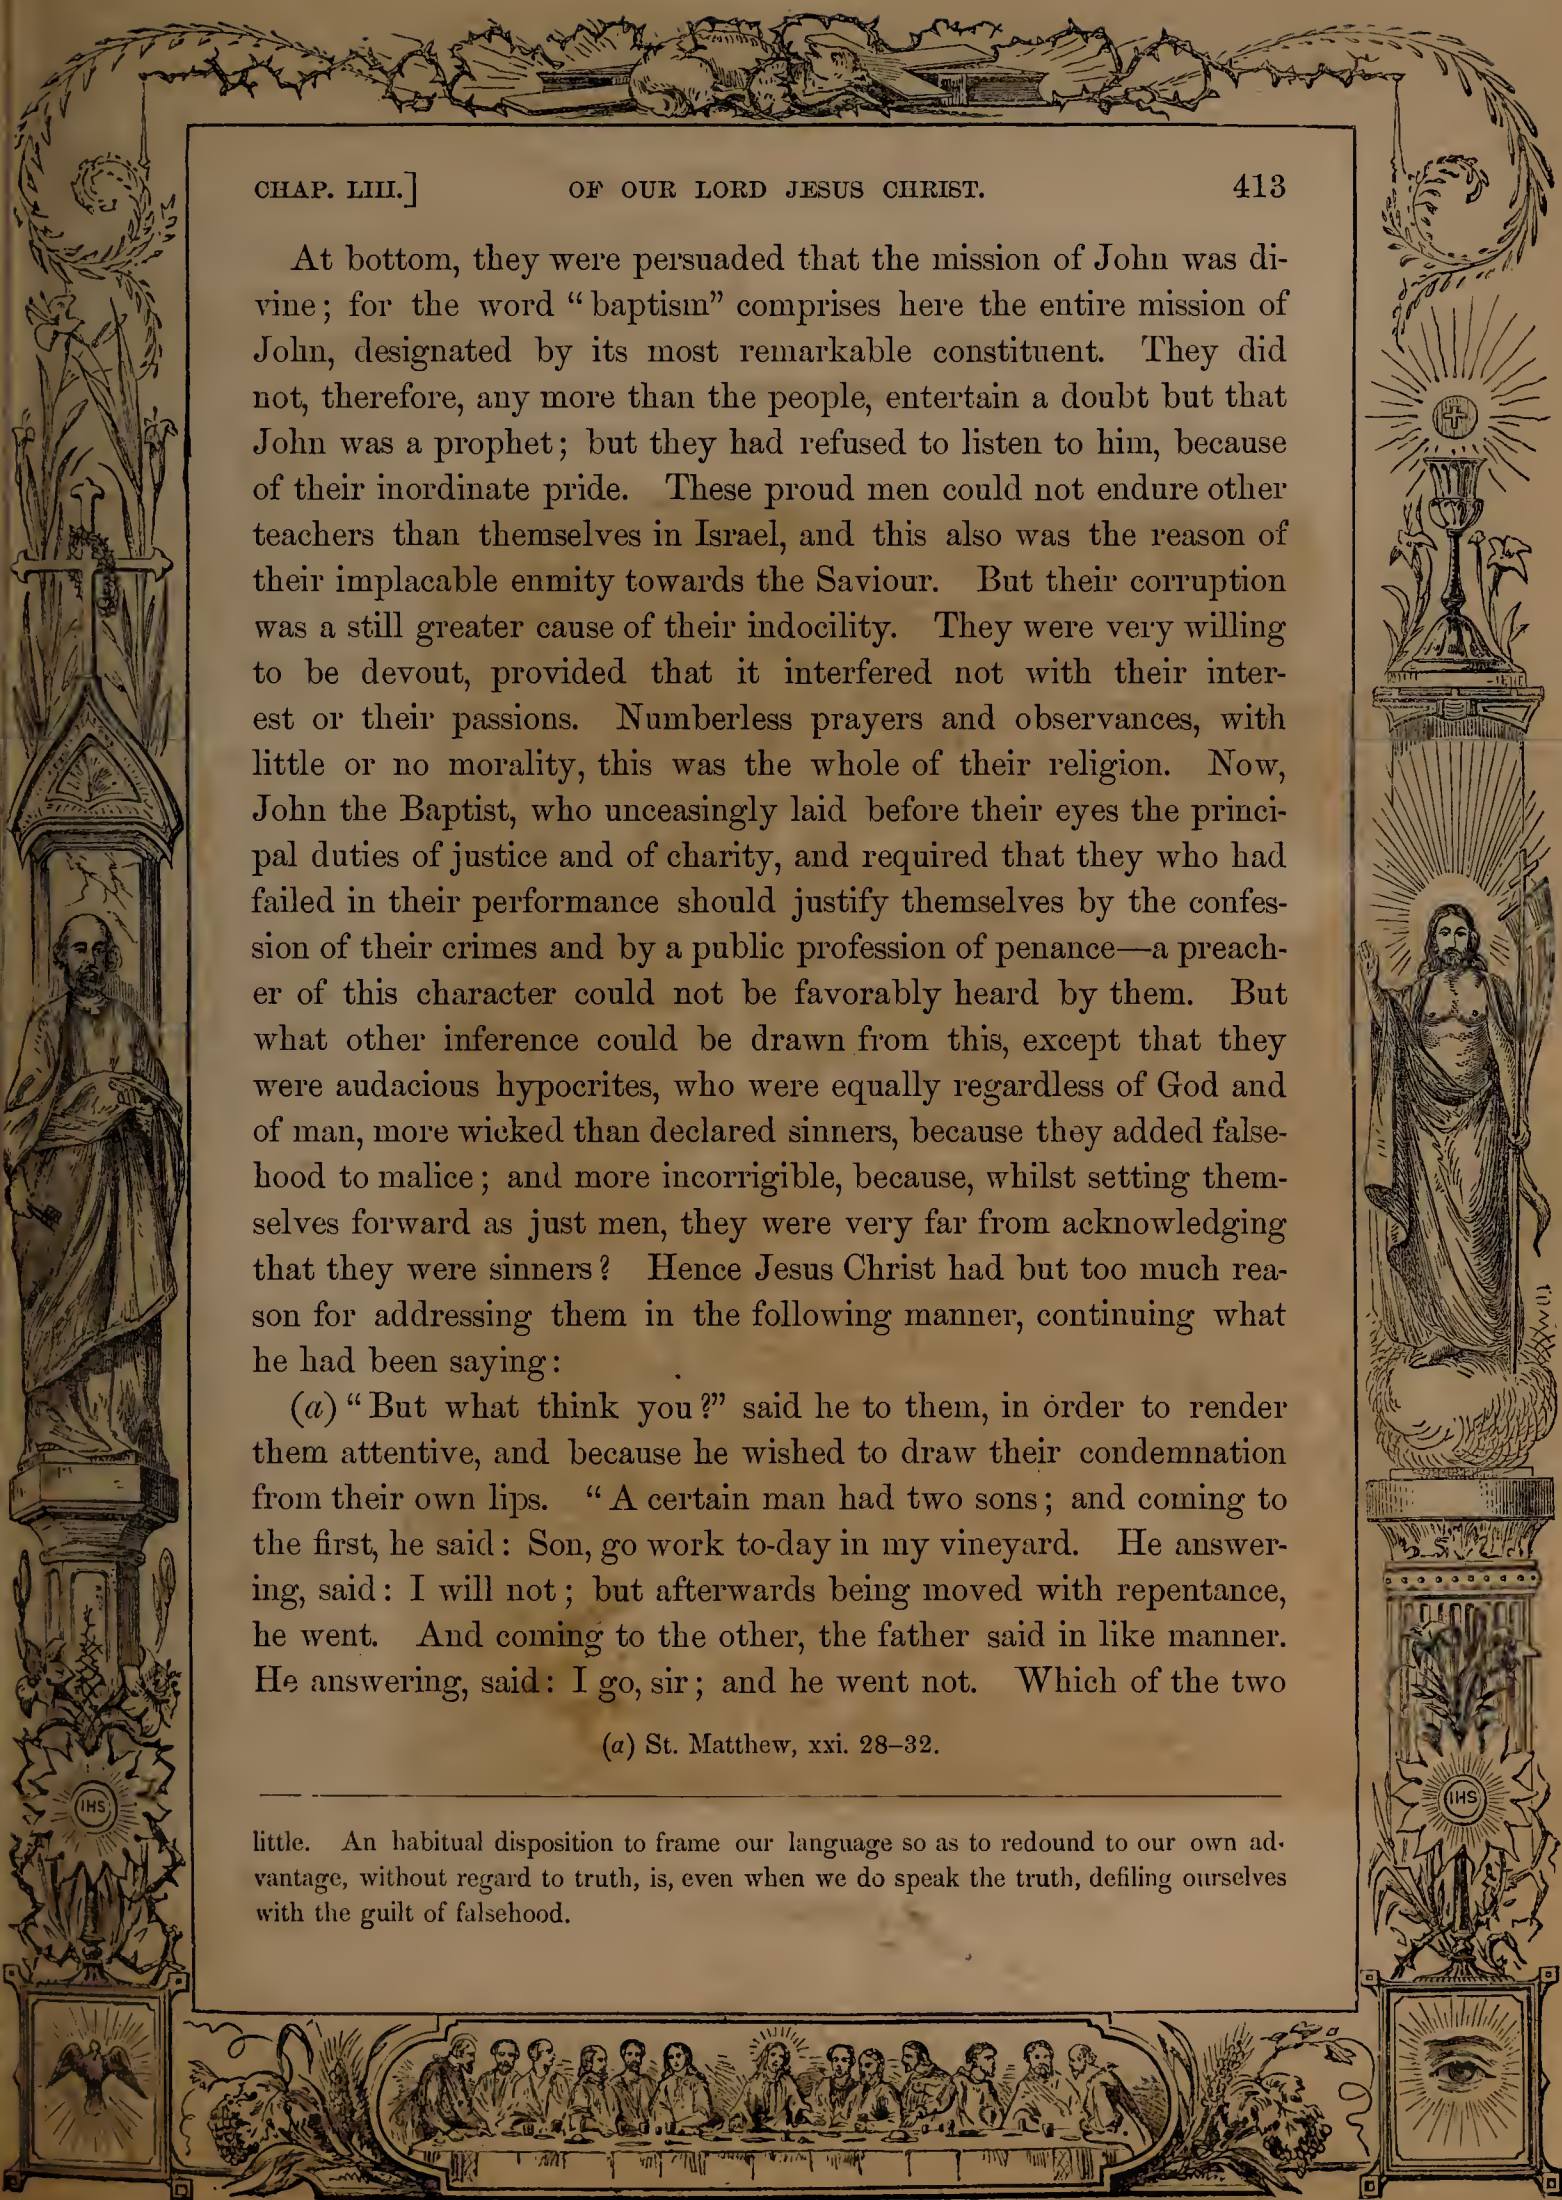 CHAP. LIII.] OF OUR LORD JESUS CHRIST. 413
At bottom, they were persuaded that the mission of John was di-
vine; for the word “baptism” comprises here the entire mission of
John, designated by its most remarkable constituent. They did
not, therefore, any more than the people, entertain a doubt but that
John was a prophet; but they had refused to listen to him, because
of their inordinate pride. These proud men could not endure other
teachers than themselves in Israel, and this also was the reason of
their implacable enmity towards the Saviour. But their corruption
was a still greater cause of their indocility. They were very willing
to be devout, provided that it interfered not with their inter-
est or their passions. Numberless prayers and observances, with
little or no morality, this was the whole of their religion. Now,
John the Baptist, who unceasingly laid before their eyes the princi-
pal duties of justice and of charity, and required that they who had
failed in their performance should justify themselves by the confes-
sion of their crimes and by a public profession of penance—a preach-
er of this character could not be favorably heard by them. But
what other inference could be drawn from this, except that they
were audacious hypocrites, who were equally regardless of God and
of man, more wicked than declared sinners, because they added false-
hood to malice; and more incorrigible, because, whilst setting them-
selves forward as just men, they were very far from acknowledging
that they were sinners? Hence Jesus Christ had but too much rea-
son for addressing them in the following manner, continuing what
he had been saying:
(a) “But what think you?” said he to them, in order to render
them attentive, and because he wished to draw their condemnation
from their own lips. “A certain man had two sons; and coming to
the first, he said: Son, go work to-day in my vineyard. He answer-
ing, said: I will not; but afterwards being moved with repentance,
he went. And coming to the other, the father said in like manner.
He answering, said: I go, sir; and he went not. Which of the two
(a) St. Matthew, xxi. 28–32.
little. An habitual disposition to frame our language so as to redound to our own ad-
vantage, without regard to truth, is, even when we do speak the truth, defiling ourselves
with the guilt of falsehood.
IHS
IHS